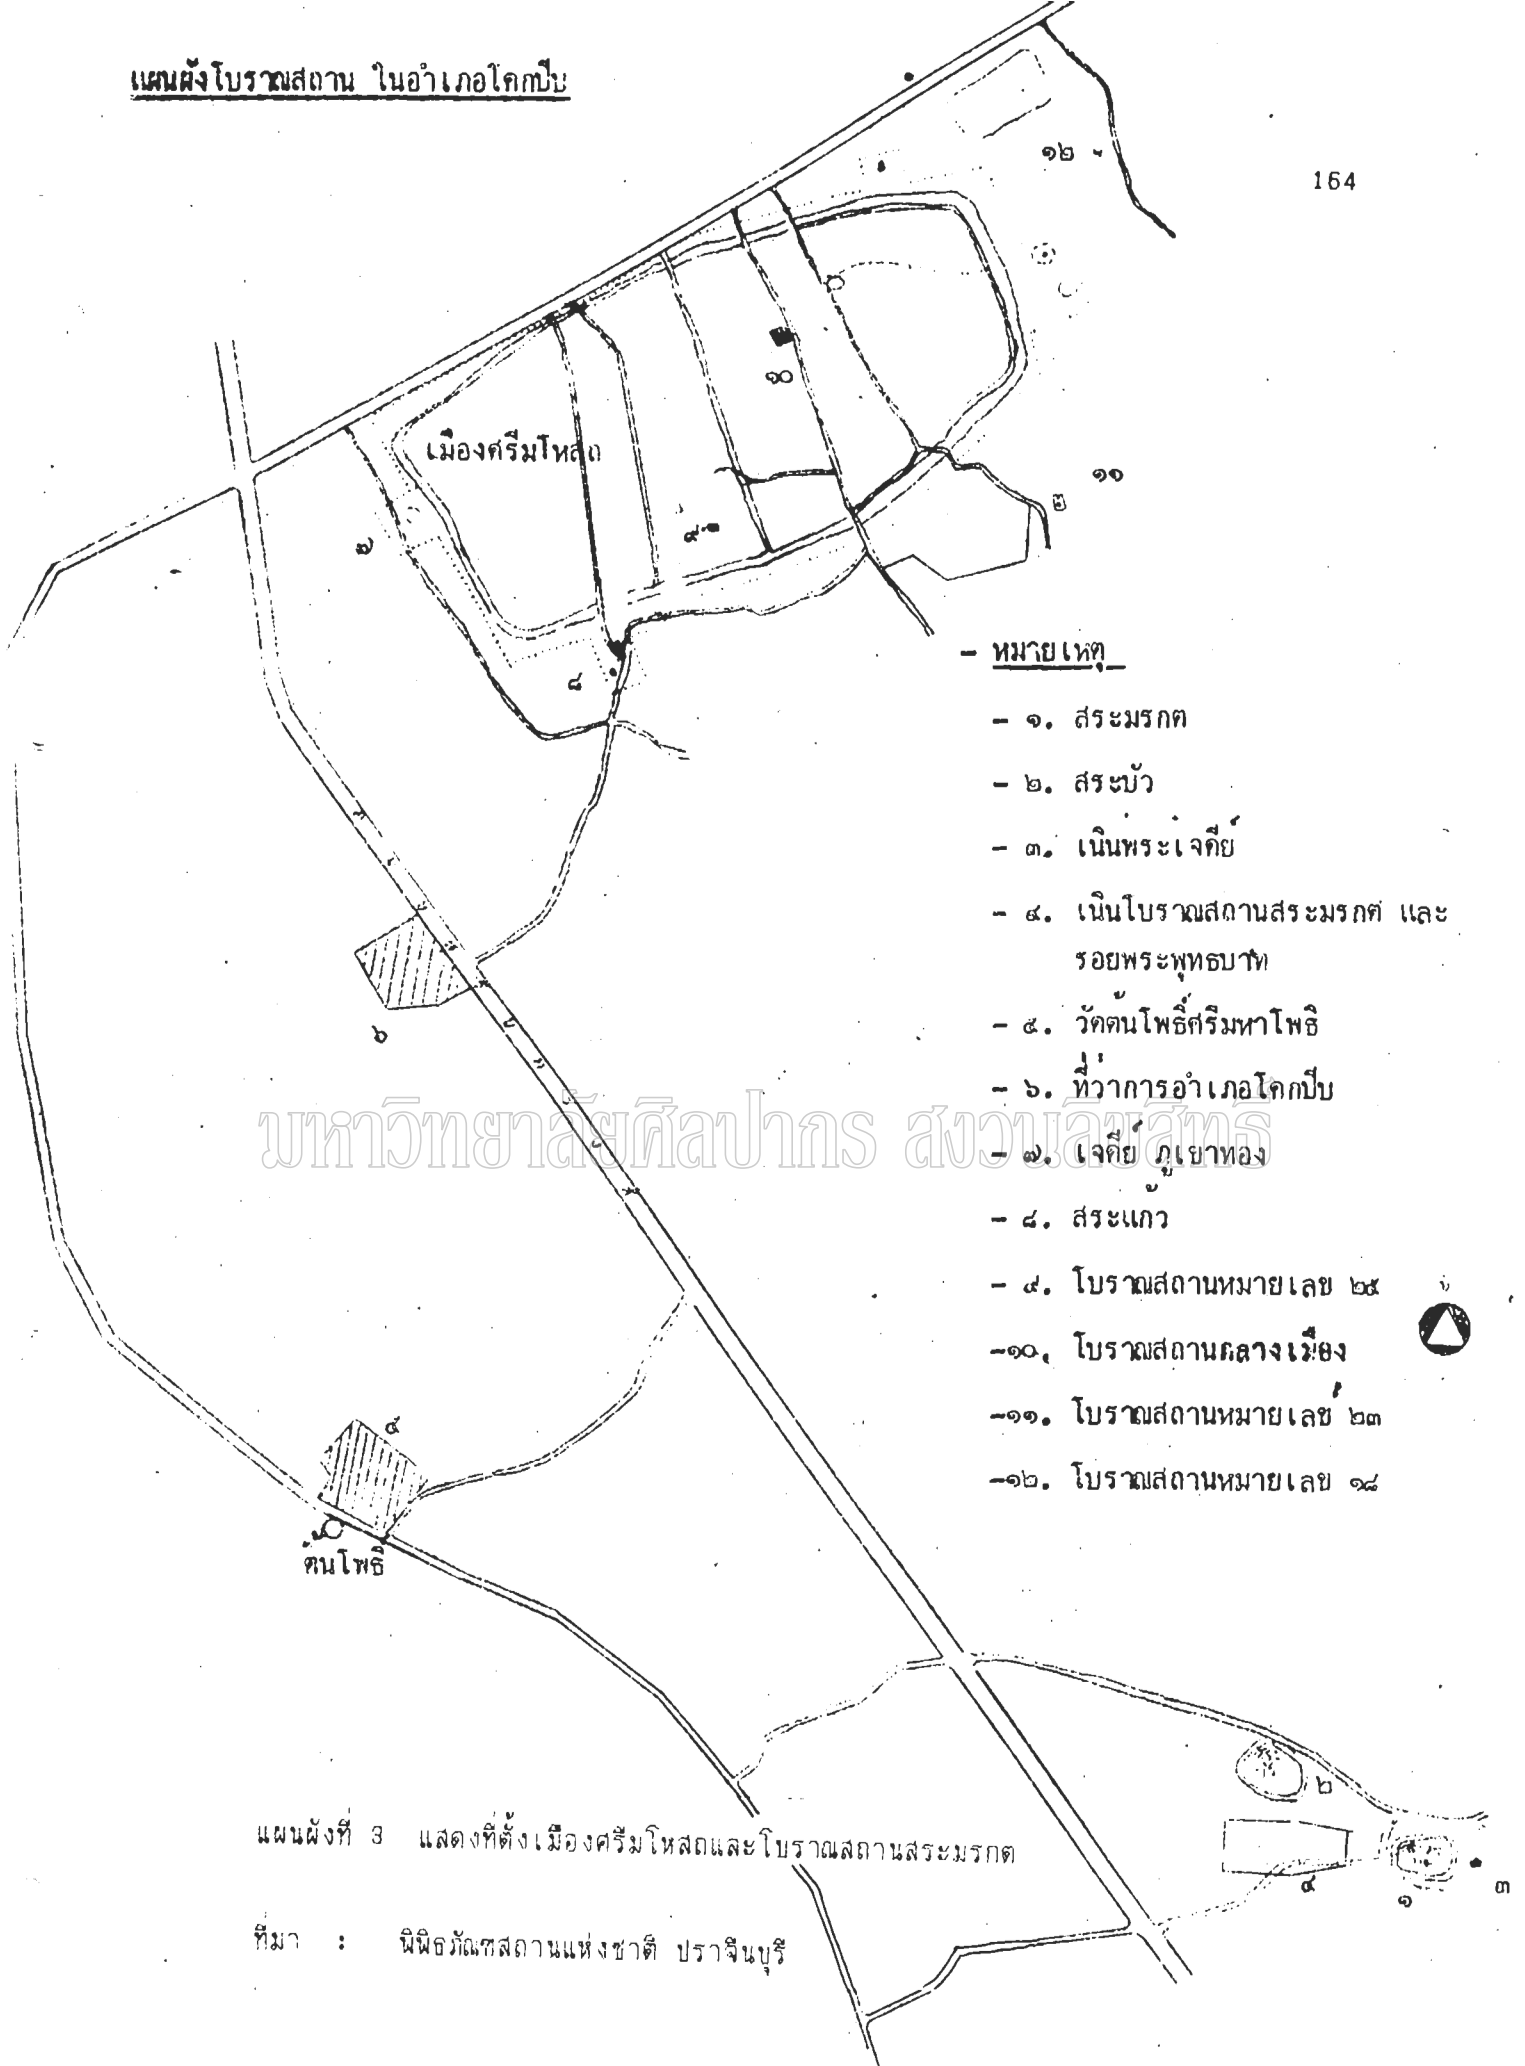 แผนผังโบราณสถาน ในอำเภอโคกปีบ
164
๑๒
๑๐
เมืองศรีมโหสถ
๑๑
๙
๗
๘
- หมายเหตุ
- ๑. สระมรกต
- ๒. สระบัว
- ๓. เนินพระเจดีย์
- ๔. เนินโบราณสถานสระมรกต และ
รอยพระพุทธบาท
- ๕. วัดต้นโพธิ์ศรีมหาโพธิ
- ๖. ที่ว่าการอำเภอโคกปีบ
- ๗. เจดีย์ ภูเขาทอง
- ๘. สระแก้ว
- ๙. โบราณสถานหมายเลข ๒๕
-๑๐. โบราณสถานกลางเมือง
-๑๑. โบราณสถานหมายเลข ๒๓
-๑๒. โบราณสถานหมายเลข ๑๘
๖
มหาวิทยาลัยศิลปากร สงวนลิขสิทธิ์
๕
ต้นโพธิ
๒
๔
๑
๓
แผนผังที่ 3 แสดงที่ตั้งเมืองศรีมโหสถและโบราณสถานสระมรกต
ที่มา : พิพิธภัณฑสถานแห่งชาติ ปราจีนบุรี